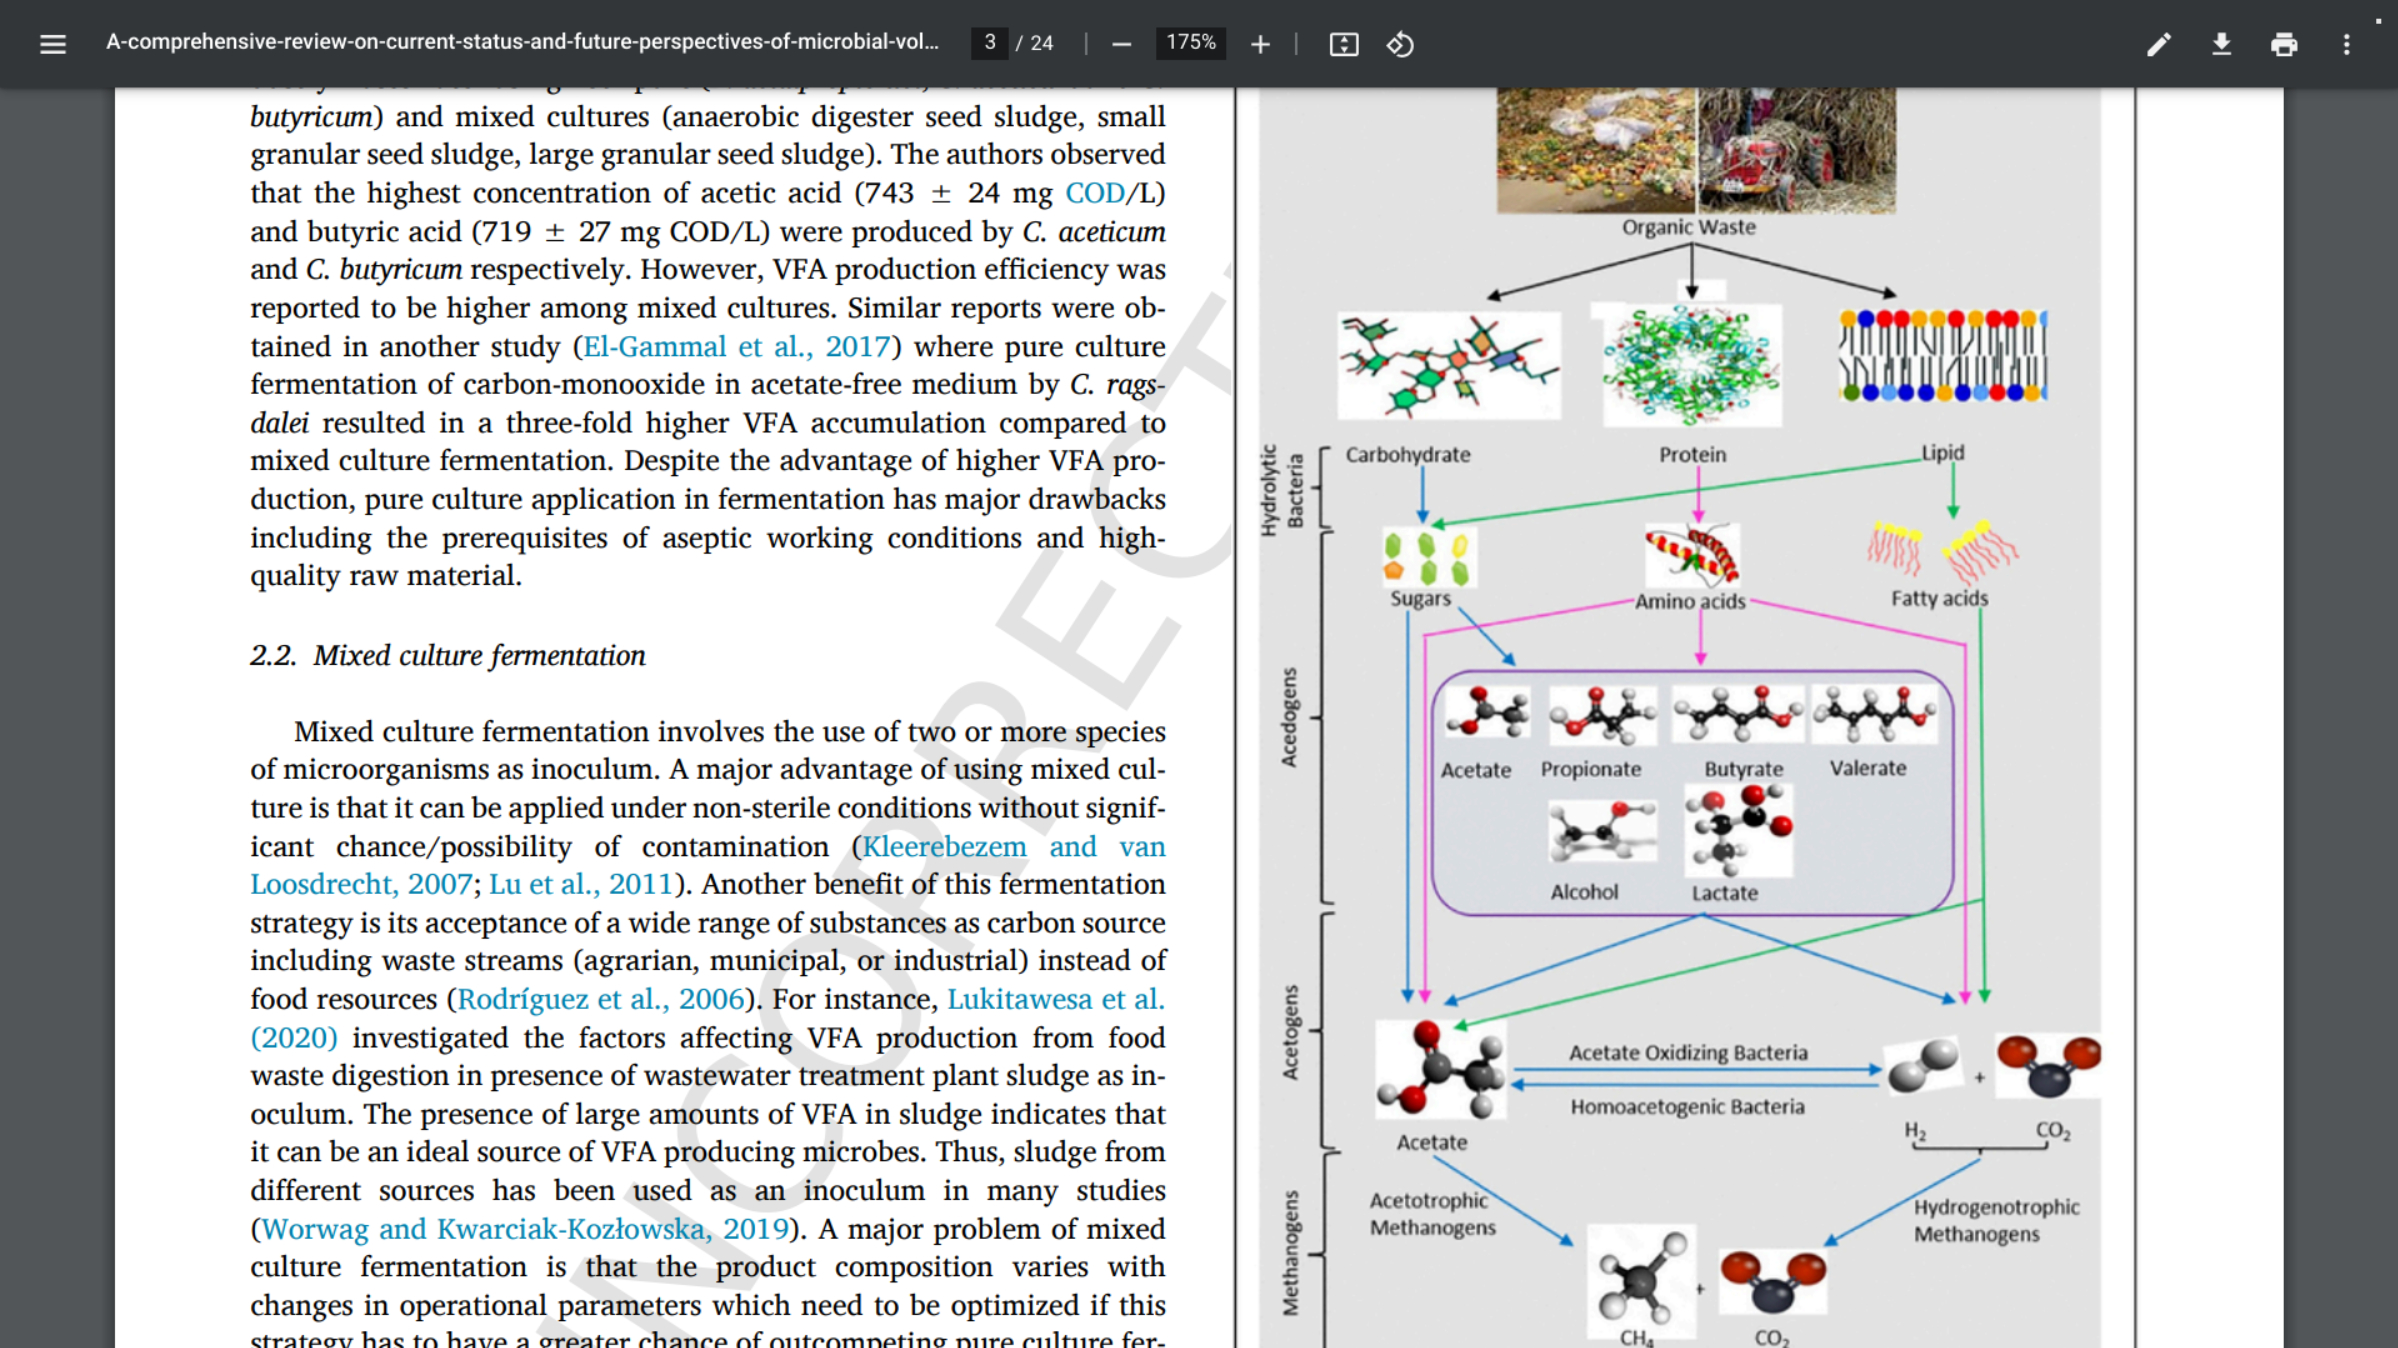 A-comprehensive-review-on-current-status-and-future-perspectives-of-microbial-vol...
3 / 24
175%
butyricum) and mixed cultures (anaerobic digester seed sludge, small
granular seed sludge, large granular seed sludge). The authors observed
that the highest concentration of acetic acid (743 ± 24 mg COD/L)
and butyric acid (719 ± 27 mg COD/L) were produced by C. aceticum
and C. butyricum respectively. However, VFA production efficiency was
reported to be higher among mixed cultures. Similar reports were ob-
tained in another study (El-Gammal et al., 2017) where pure culture
fermentation of carbon-monooxide in acetate-free medium by C. rags-
dalei resulted in a three-fold higher VFA accumulation compared to
mixed culture fermentation. Despite the advantage of higher VFA pro-
duction, pure culture application in fermentation has major drawbacks
including the prerequisites of aseptic working conditions and high-
quality raw material.
2.2. Mixed culture fermentation
Mixed culture fermentation involves the use of two or more species
of microorganisms as inoculum. A major advantage of using mixed cul-
ture is that it can be applied under non-sterile conditions without signif-
icant chance/possibility of contamination (Kleerebezem and van
Loosdrecht, 2007; Lu et al., 2011). Another benefit of this fermentation
strategy is its acceptance of a wide range of substances as carbon source
including waste streams (agrarian, municipal, or industrial) instead of
food resources (Rodríguez et al., 2006). For instance, Lukitawesa et al.
(2020) investigated the factors affecting VFA production from food
waste digestion in presence of wastewater treatment plant sludge as in-
oculum. The presence of large amounts of VFA in sludge indicates that
it can be an ideal source of VFA producing microbes. Thus, sludge from
different sources has been used as an inoculum in many studies
(Worwag and Kwarciak-Kozłowska, 2019). A major problem of mixed
culture fermentation is that the product composition varies with
changes in operational parameters which need to be optimized if this
strategy has to have a greater chance of outcompeting pure culture fer-
INCORRECT
Organic Waste
Hydrolytic
Bacteria
Carbohydrate
Protein
Lipid
Sugars
Amino acids
Fatty acids
Acedogens
Acetate
Propionate
Butyrate
Valerate
Alcohol
Lactate
Acetogens
Acetate Oxidizing Bacteria
+
Homoacetogenic Bacteria
Acetate
H₂
CO₂
Methanogens
Acetotrophic
Methanogens
Hydrogenotrophic
Methanogens
+
CH₄
CO₂